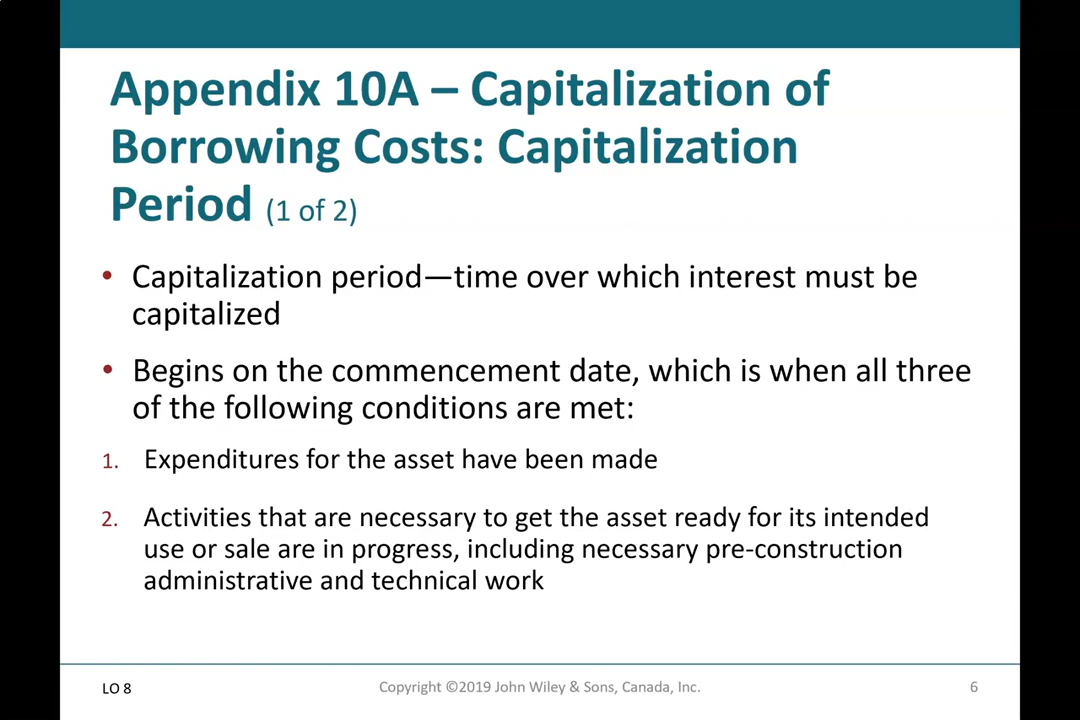 Appendix 10A – Capitalization of
Borrowing Costs: Capitalization
Period (1 of 2)
• Capitalization period—time over which interest must be
capitalized
• Begins on the commencement date, which is when all three
of the following conditions are met:
1. Expenditures for the asset have been made
2. Activities that are necessary to get the asset ready for its intended
use or sale are in progress, including necessary pre-construction
administrative and technical work
LO 8
Copyright ©2019 John Wiley & Sons, Canada, Inc.
6